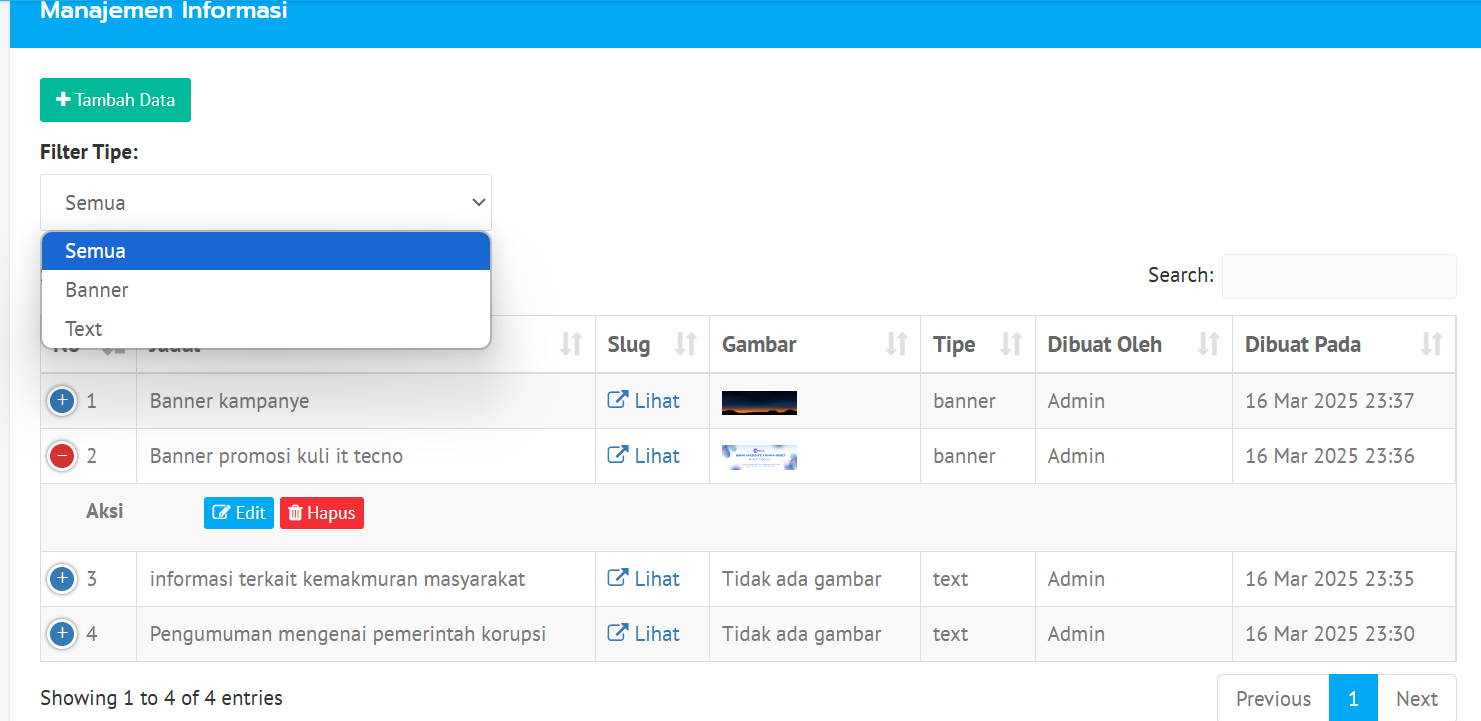 Manajemen Informasi
Tambah Data
Filter Tipe:
Semua
Semua
Banner
Text
Search:
No Judul Slug Gambar Tipe Dibuat Oleh Dibuat Pada
1 Banner kampanye Lihat banner Admin 16 Mar 2025 23:37
2 Banner promosi kuli it tecno Lihat banner Admin 16 Mar 2025 23:36
Aksi Edit Hapus
3 informasi terkait kemakmuran masyarakat Lihat Tidak ada gambar text Admin 16 Mar 2025 23:35
4 Pengumuman mengenai pemerintah korupsi Lihat Tidak ada gambar text Admin 16 Mar 2025 23:30
Showing 1 to 4 of 4 entries
Previous 1 Next